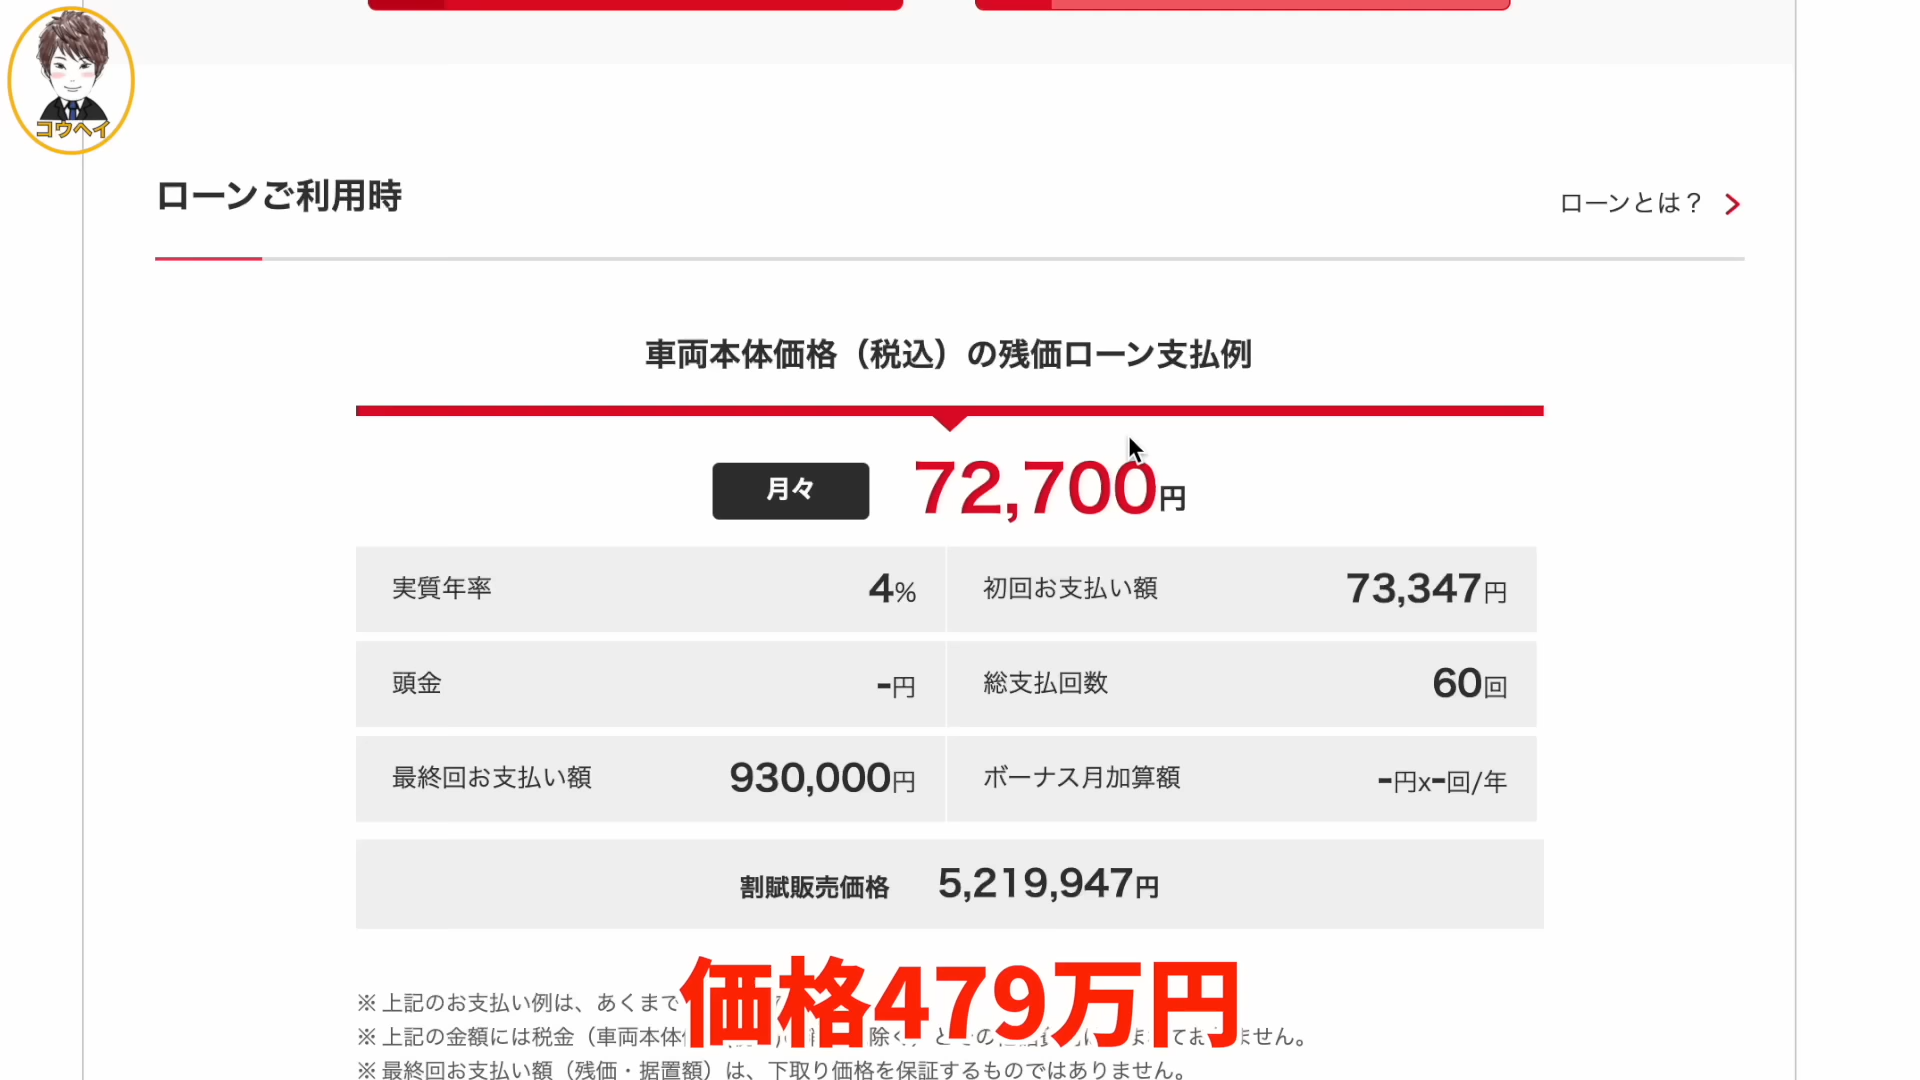 コウヘイ
ローンご利用時
ローンとは？
車両本体価格（税込）の残価ローン支払例
月々 72,700円
実質年率 4% 初回お支払い額 73,347円
頭金 -円 総支払回数 60回
最終回お支払い額 930,000円 ボーナス月加算額 -円x-回/年
割賦販売価格 5,219,947円
価格479万円
※ 上記のお支払い例は、あくまで
※ 上記の金額には税金（車両本体 除く ません。
※ 最終回お支払い額（残価・据置額）は、下取り価格を保証するものではありません。